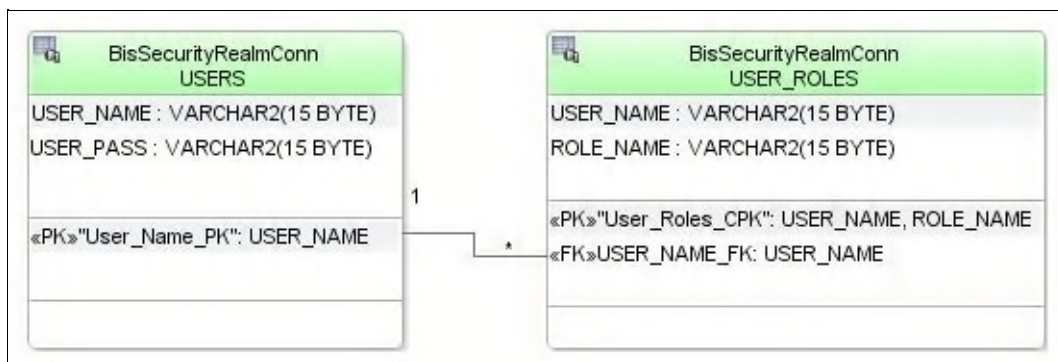 BisSecurityRealmConn
USERS
USER_NAME : VARCHAR2(15 BYTE)
USER_PASS : VARCHAR2(15 BYTE)
«PK»"User_Name_PK": USER_NAME
1
*
BisSecurityRealmConn
USER_ROLES
USER_NAME : VARCHAR2(15 BYTE)
ROLE_NAME : VARCHAR2(15 BYTE)
«PK»"User_Roles_CPK": USER_NAME, ROLE_NAME
«FK»USER_NAME_FK: USER_NAME